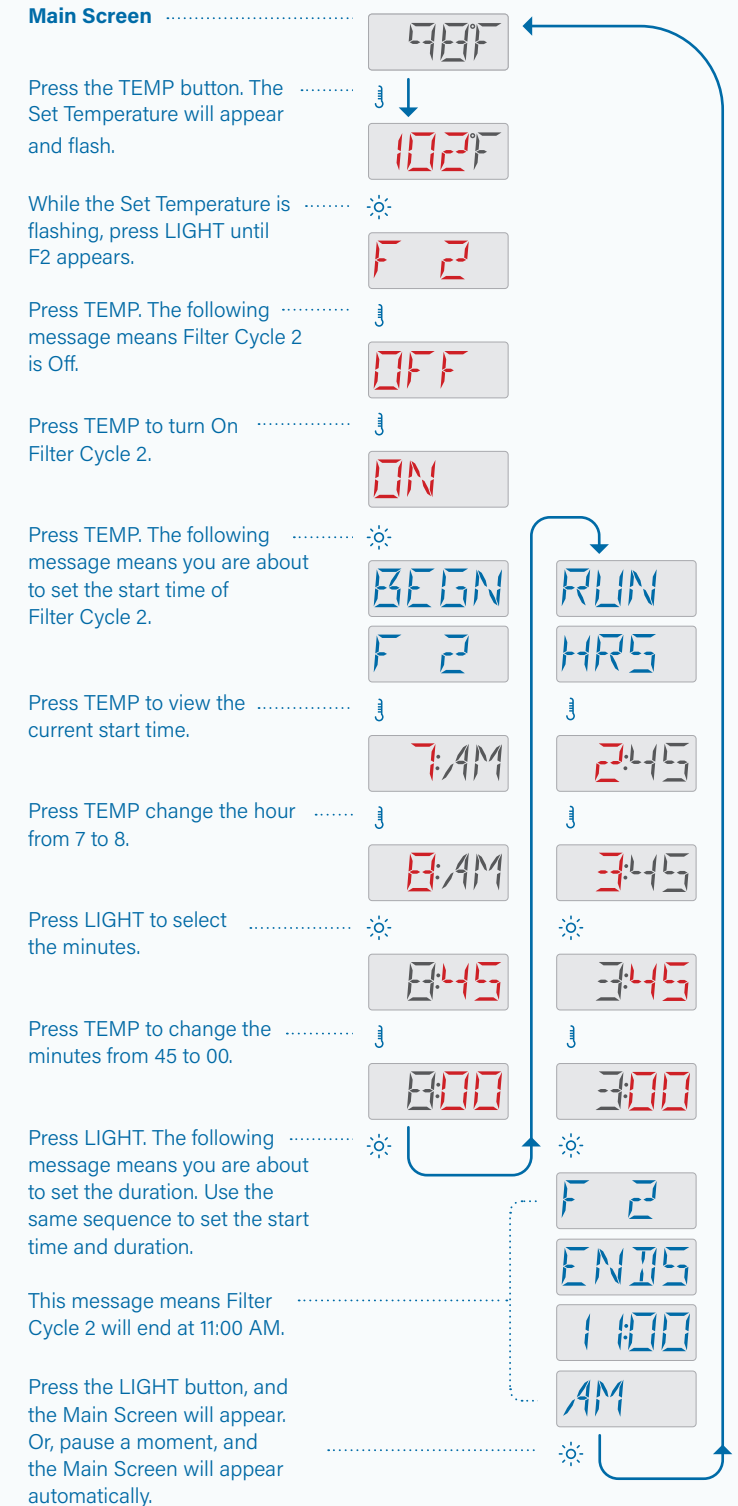 Main Screen
98°F
Press the TEMP button. The
Set Temperature will appear
and flash.
102°F
While the Set Temperature is
flashing, press LIGHT until
F2 appears.
F 2
Press TEMP. The following
message means Filter Cycle 2
is Off.
OFF
Press TEMP to turn On
Filter Cycle 2.
ON
Press TEMP. The following
message means you are about
to set the start time of
Filter Cycle 2.
BEGN
F 2
Press TEMP to view the
current start time.
7:AM
Press TEMP change the hour
from 7 to 8.
8:AM
Press LIGHT to select
the minutes.
8:45
Press TEMP to change the
minutes from 45 to 00.
8:00
Press LIGHT. The following
message means you are about
to set the duration. Use the
same sequence to set the start
time and duration.
RUN
HRS
2:45
3:45
3:45
3:00
This message means Filter
Cycle 2 will end at 11:00 AM.
F 2
ENDS
11:00
AM
Press the LIGHT button, and
the Main Screen will appear.
Or, pause a moment, and
the Main Screen will appear
automatically.